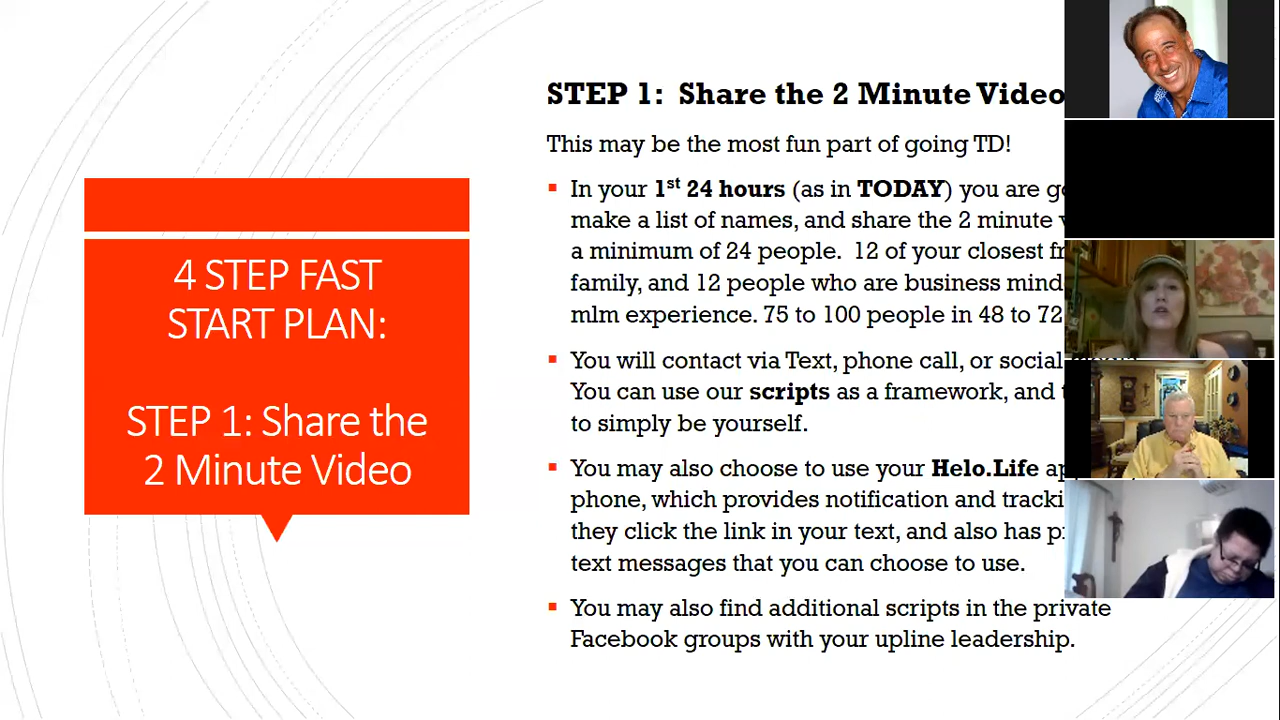 4 STEP FAST
START PLAN:
STEP 1: Share the
2 Minute Video
STEP 1: Share the 2 Minute Video
This may be the most fun part of going TD!
In your 1st 24 hours (as in TODAY) you are
make a list of names, and share the 2 minute
a minimum of 24 people. 12 of your closest
family, and 12 people who are business
mlm experience. 75 to 100 people in 48 to 72
You will contact via Text, phone call, or social
You can use our scripts as a framework, and
to simply be yourself.
You may also choose to use your Helo.Life
phone, which provides notification and
they click the link in your text, and also has
text messages that you can choose to use.
You may also find additional scripts in the private
Facebook groups with your upline leadership.